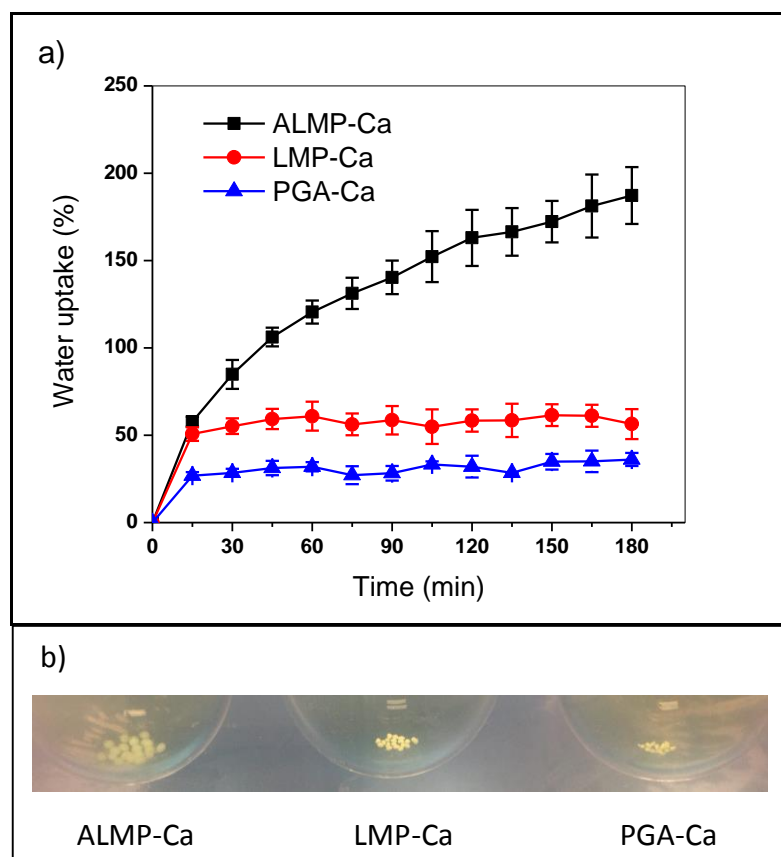 a)
250
200
150
100
50
0
Water uptake (%)
ALMP-Ca
LMP-Ca
PGA-Ca
0 30 60 90 120 150 180
Time (min)
b)
ALMP-Ca LMP-Ca PGA-Ca